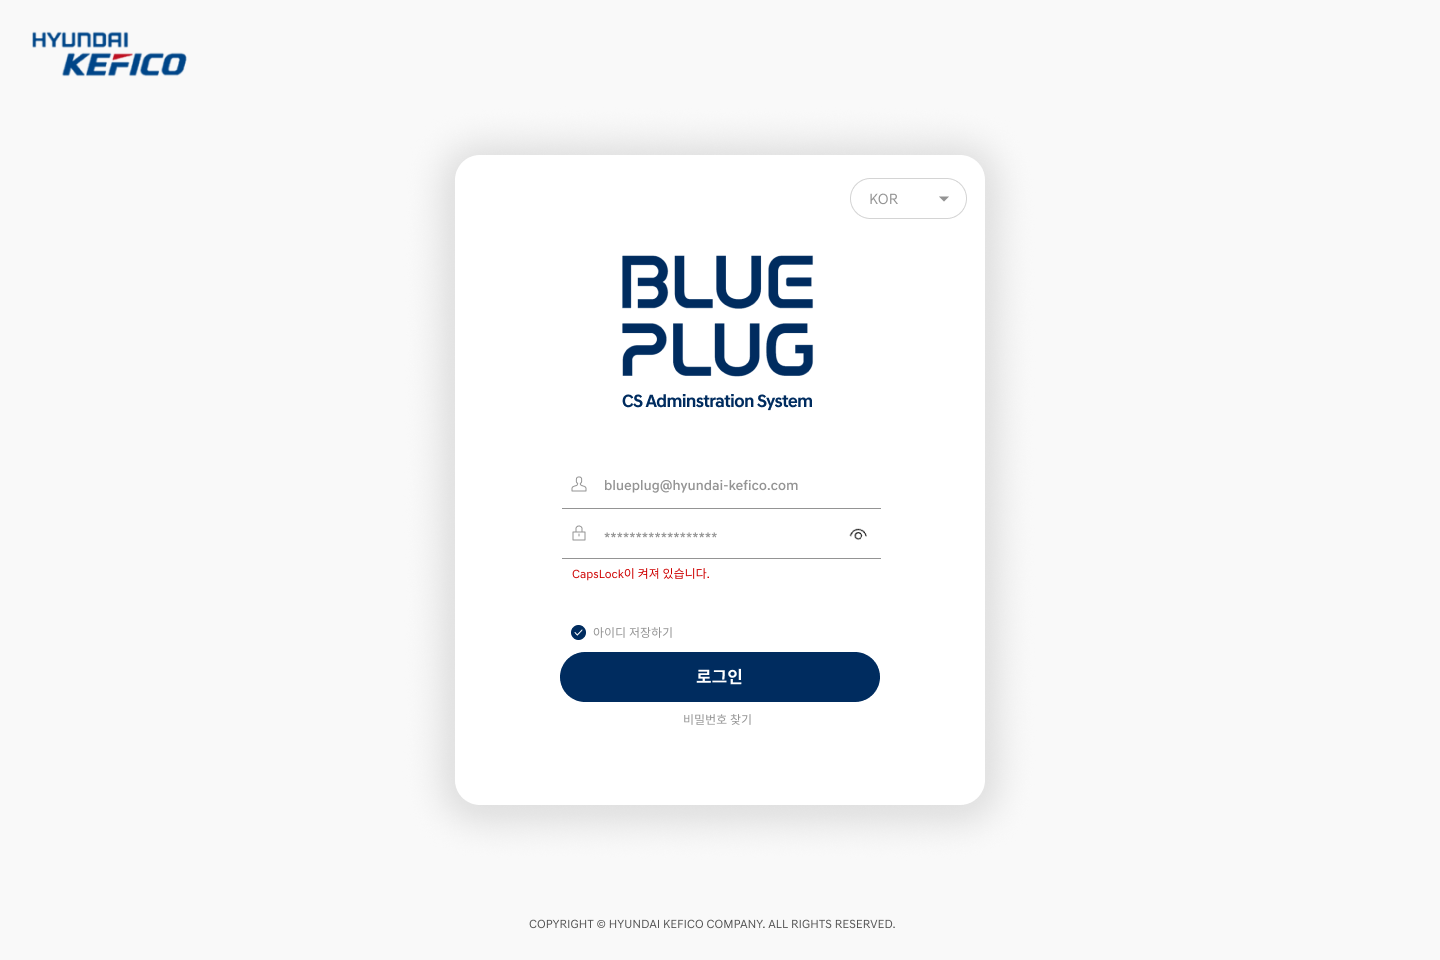 HYUNDAI
KEFICO
KOR
BLUE
PLUG
CS Adminstration System
blueplug@hyundai-kefico.com
******************
CapsLock이 켜져 있습니다.
아이디 저장하기
로그인
비밀번호 찾기
COPYRIGHT © HYUNDAI KEFICO COMPANY. ALL RIGHTS RESERVED.